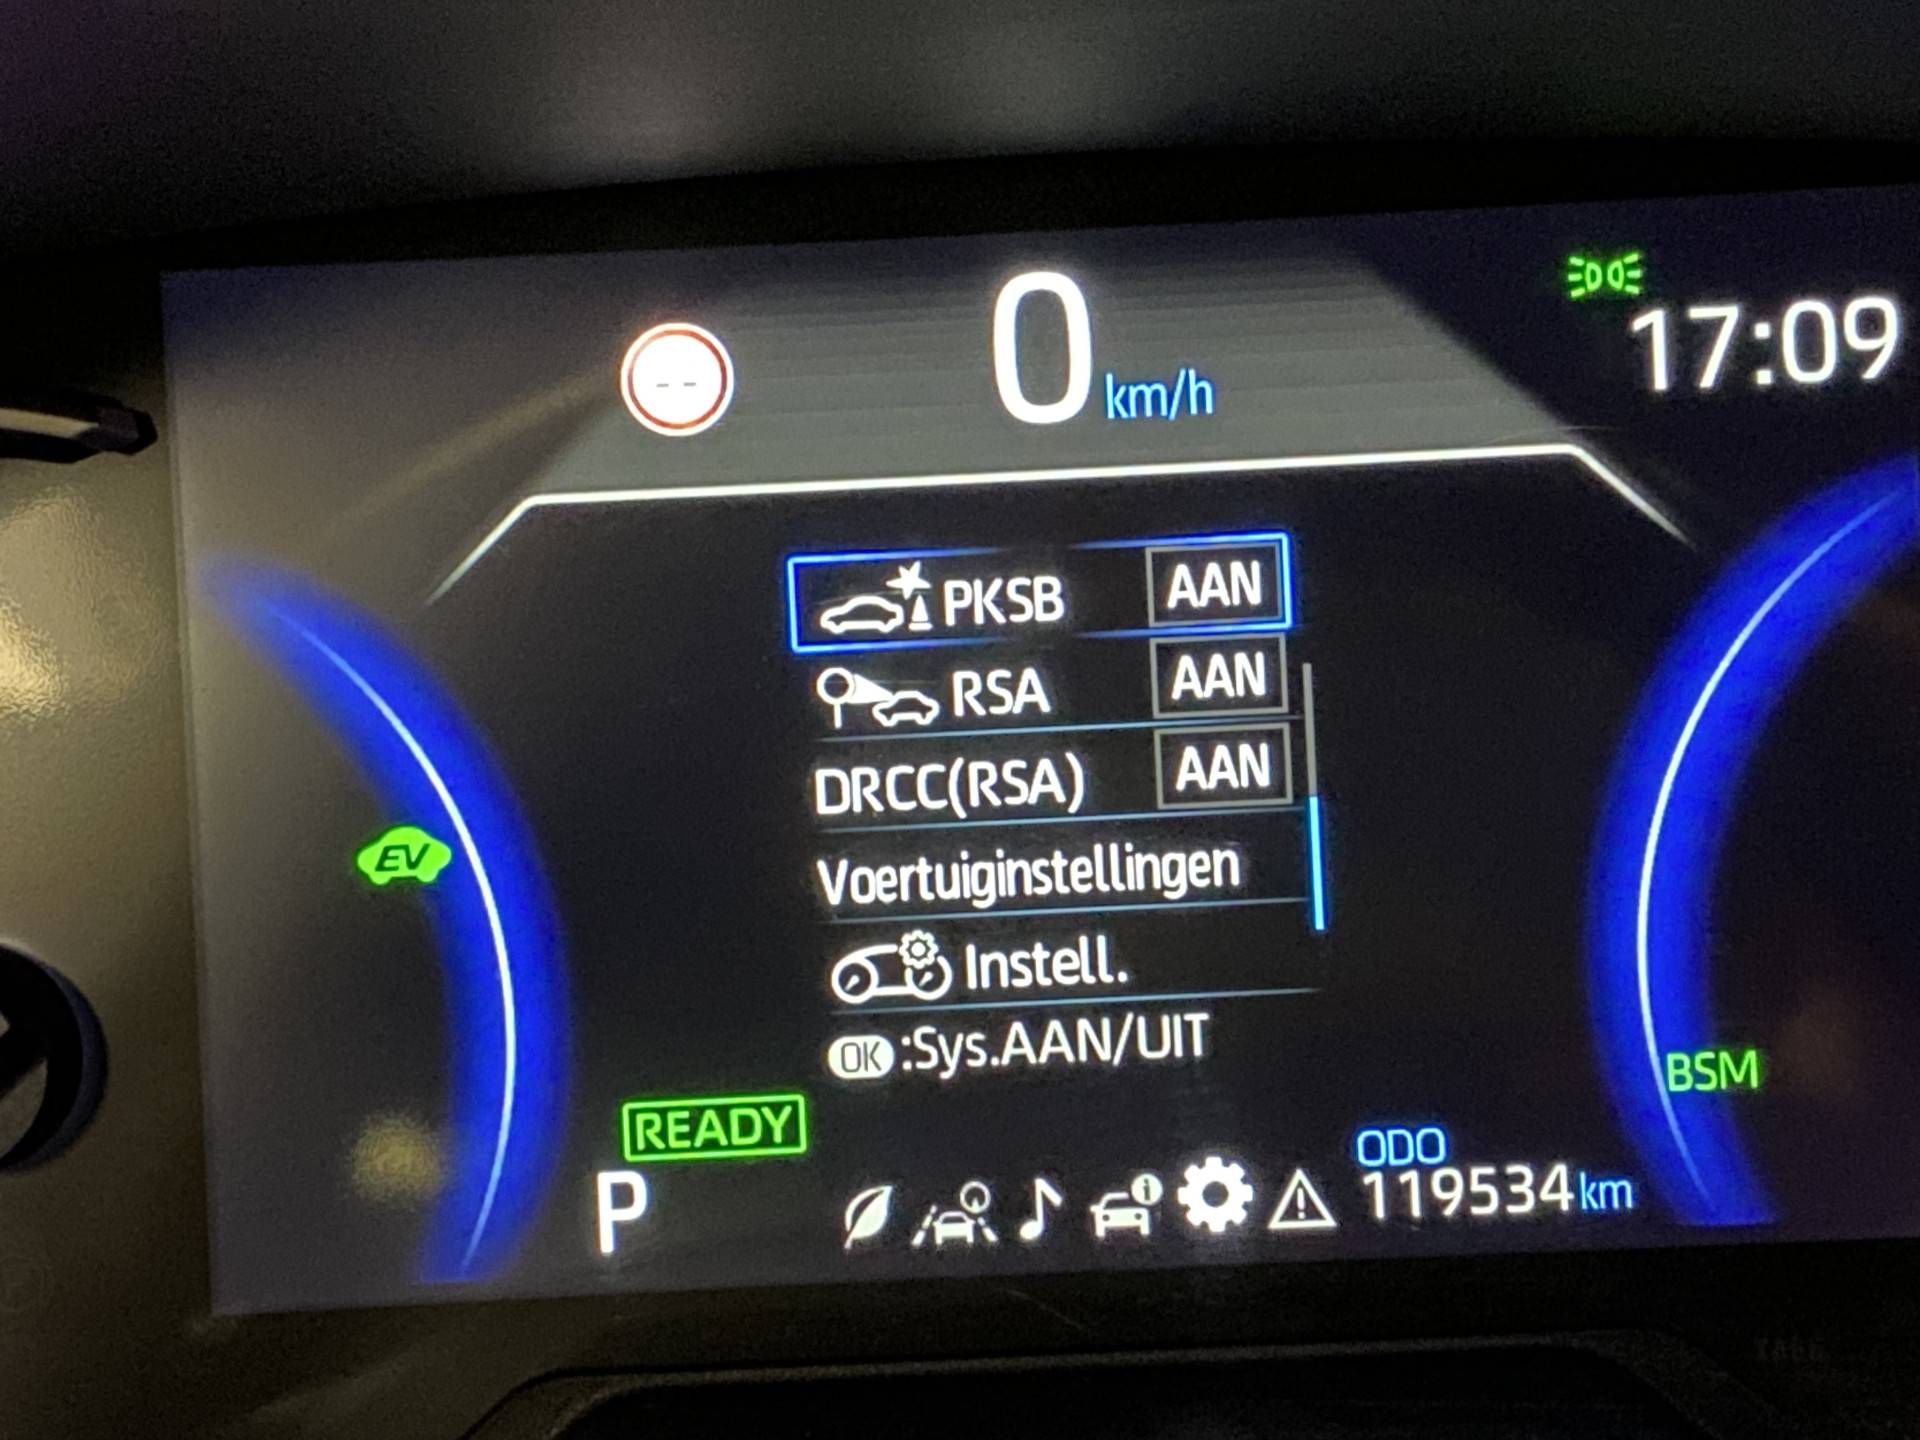 0 km/h
17:09
PKSB AAN
RSA AAN
DRCC(RSA) AAN
EV
Voertuiginstellingen
Instell.
OK :Sys.AAN/UIT
BSM
READY
ODO
P
119534 km